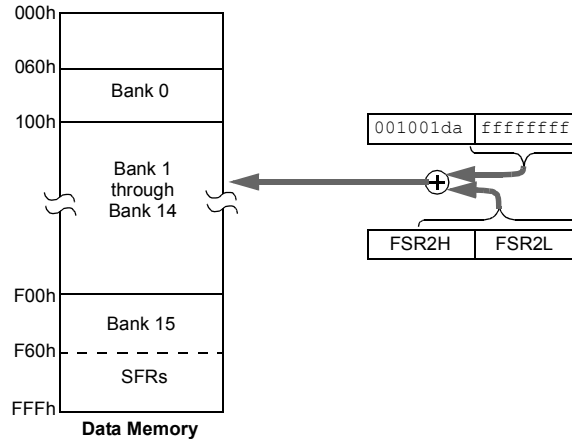 000h
060h
Bank 0
100h
001001da ffffffff
Bank 1
through
Bank 14
FSR2H FSR2L
F00h
Bank 15
F60h
SFRs
FFFh
Data Memory